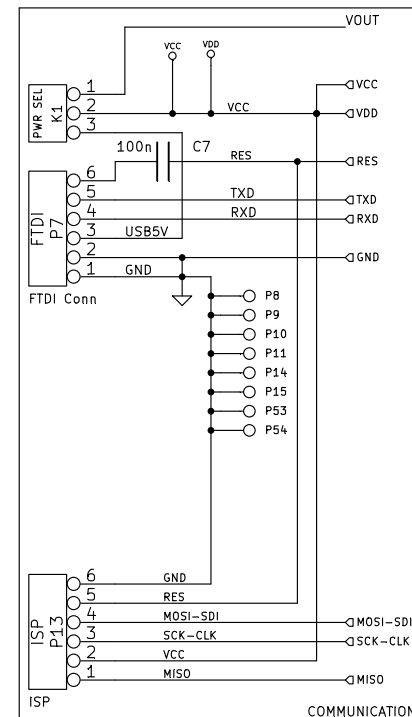 VOUT
VCC VDD
VCC
PWR SEL
K1
1
2
3
VCC
VDD
100n C7
RES
RES
FTDI
P7
6
5
4
3
2
1
TXD
TXD
RXD
RXD
USB5V
GND
GND
FTDI Conn
P8
P9
P10
P11
P14
P15
P53
P54
ISP
P13
6
5
4
3
2
1
GND
RES
MOSI-SDI
MOSI-SDI
SCK-CLK
SCK-CLK
VCC
MISO
MISO
ISP
COMMUNICATION